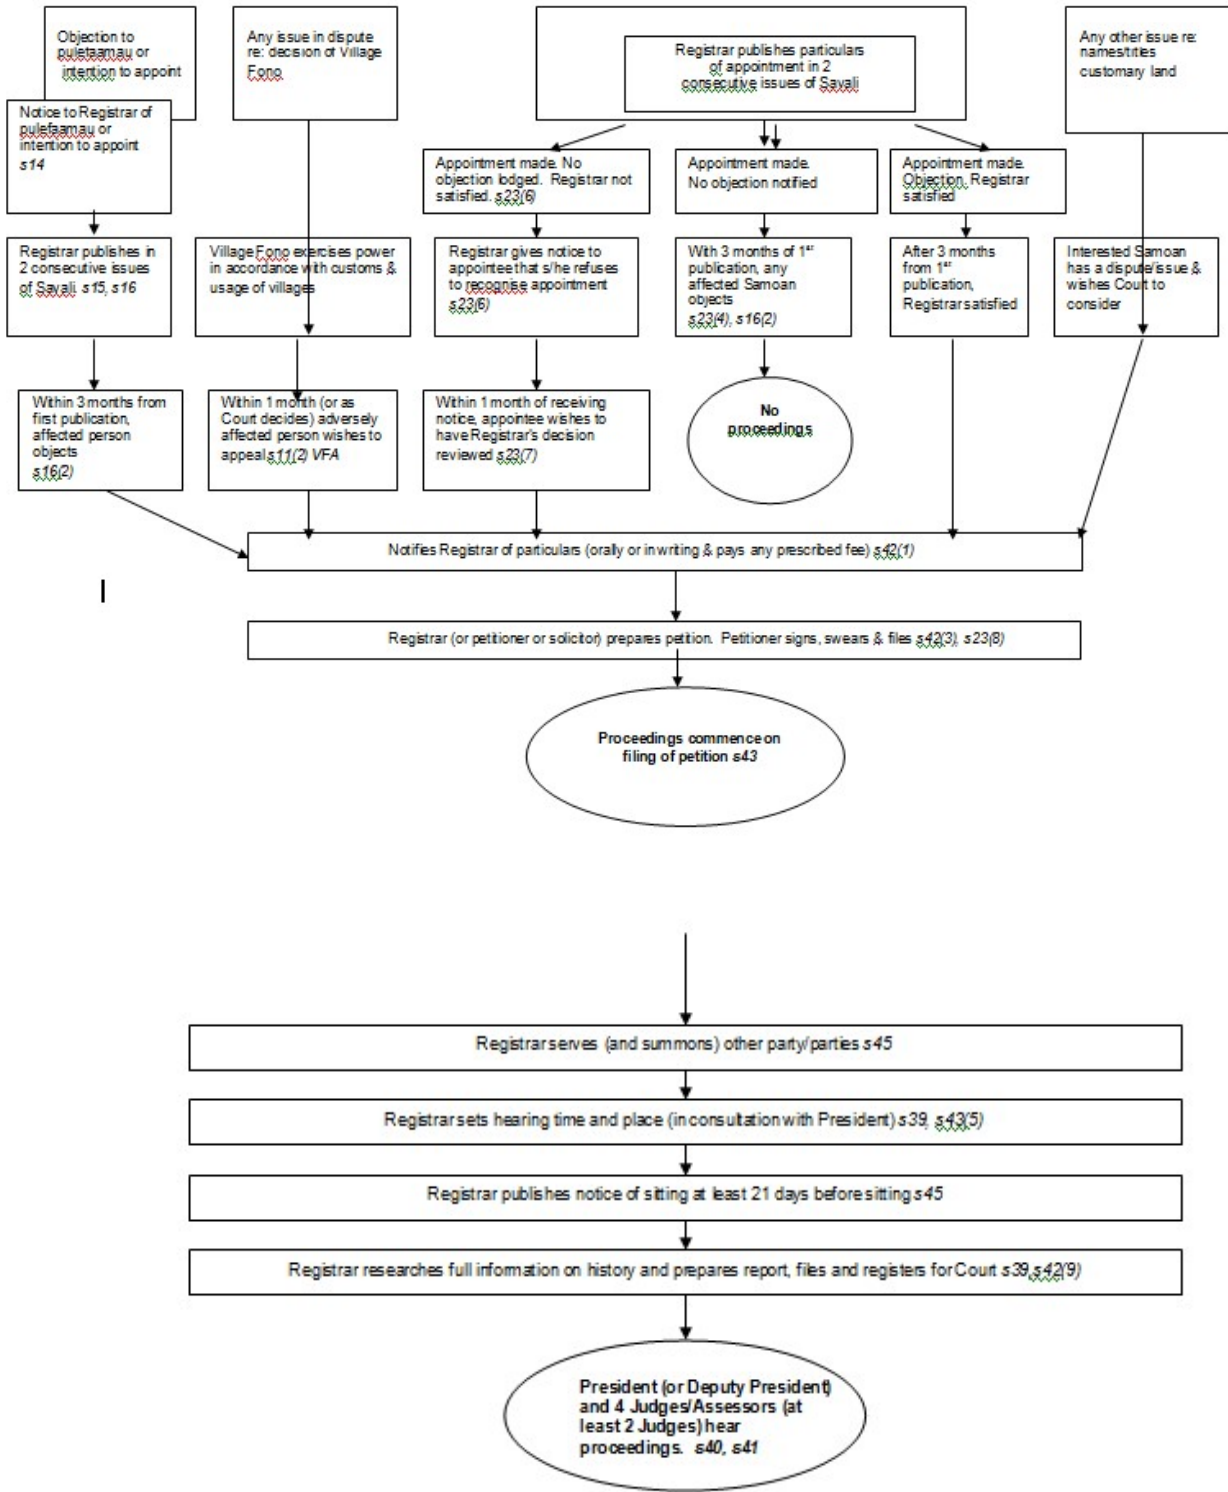 Objection to
pulefaamau or
intention to appoint
Any issue in dispute
re: decision of Village
Fono
Registrar publishes particulars
of appointment in 2
consecutive issues of Savali
Any other issue re:
names/titles
customary land
Notice to Registrar of
pulefaamau or
intention to appoint
s14
Appointment made. No
objection lodged. Registrar not
satisfied. s23(6)
Appointment made.
No objection notified
Appointment made.
Objection. Registrar
satisfied
Registrar publishes in
2 consecutive issues
of Savali s15, s16
Village Fono exercises power
in accordance with customs &
usage of villages
Registrar gives notice to
appointee that s/he refuses
to recognise appointment
s23(6)
With 3 months of 1st
publication, any
affected Samoan
objects
s23(4), s16(2)
After 3 months
from 1st
publication,
Registrar satisfied
Interested Samoan
has a dispute/issue &
wishes Court to
consider
Within 3 months from
first publication,
affected person
objects
s16(2)
Within 1 month (or as
Court decides) adversely
affected person wishes to
appeal s11(2) VFA
Within 1 month of receiving
notice, appointee wishes to
have Registrar's decision
reviewed s23(7)
No
proceedings
Notifies Registrar of particulars (orally or in writing & pays any prescribed fee) s42(1)
Registrar (or petitioner or solicitor) prepares petition. Petitioner signs, swears & files s42(3), s23(8)
Proceedings commence on
filing of petition s43
Registrar serves (and summons) other party/parties s45
Registrar sets hearing time and place (in consultation with President) s39, s43(5)
Registrar publishes notice of sitting at least 21 days before sitting s45
Registrar researches full information on history and prepares report, files and registers for Court s39,s42(9)
President (or Deputy President)
and 4 Judges/Assessors (at
least 2 Judges) hear
proceedings. s40, s41